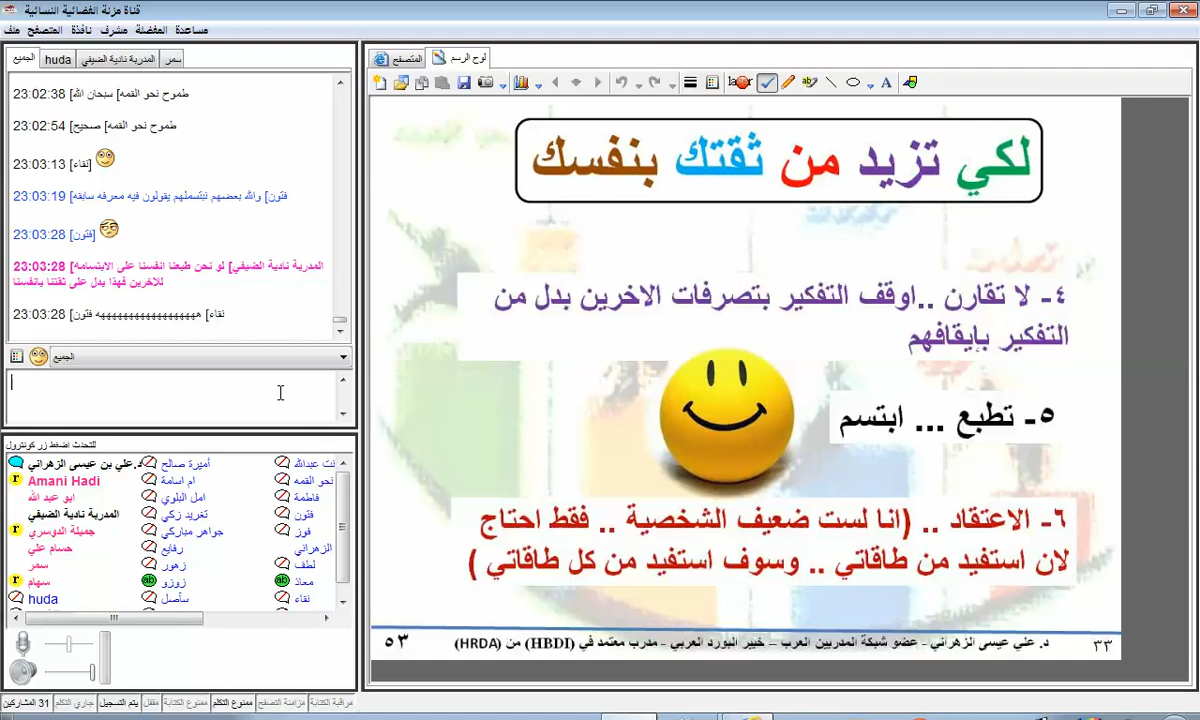 قناة مزنة الفضائية النسائية
ملف المتصفح نافذة مشرف المفضلة مساعدة
الجميع huda المدربة نادية الضيفي سمر
23:02:38 [طموح نحو القمه] سبحان الله
23:02:54 [طموح نحو القمه] صحيح
23:03:13 [نقاء]
23:03:19 [فتون] والله بعضهم نبتسملهم يقولون فيه معرفه سابقه
23:03:28 [فتون]
23:03:28 [المدربة نادية الضيفي] لو نحن طبعنا انفسنا على الابتسامه
للاخرين فهذا يدل على ثقتنا بانفسنا
23:03:28 [نقاء] هههههههههههههههههه فتون
الجميع
للتحدث اضغط زر كونترول
د.علي بن عيسى الزهراني أميرة صالح نت عبدالله
Amani Hadi ام اسامة نحو القمه
ابو عبد الله امل البلوي فاطمة
المدربة نادية الضيفي تغريد زكي فتون
جميلة الدوسري جواهر مباركي فوز
حسام علي رفايع الزهراني
سمر زهور لطف
سهام زوزو معاذ
huda سأصل نقاء
31 المشاركين يتم التسجيل جاري التكلم ممنوع التكلم مقفل ممنوع الكتابة مزامنة التصفح مراقبة الكتابة
المتصفح لوح الرسم
لكي تزيد من ثقتك بنفسك
٤- لا تقارن ..اوقف التفكير بتصرفات الاخرين بدل من
التفكير بإيقافهم
٥- تطبع ... ابتسم
٦- الاعتقاد .. (انا لست ضعيف الشخصية .. فقط احتاج
لان استفيد من طاقاتي .. وسوف استفيد من كل طاقاتي )
٣٣ د. علي عيسى الزهراني - عضو شبكة المدربين العرب – خبير البورد العربي - مدرب معتمد في (HBDI) من (HRDA) ٥٣